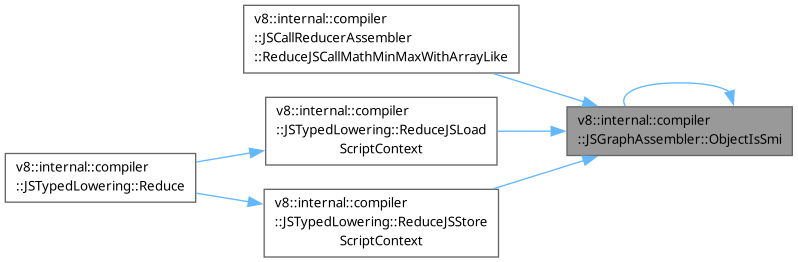 v8::internal::compiler
::JSCallReducerAssembler
::ReduceJSCallMathMinMaxWithArrayLike
v8::internal::compiler
::JSTypedLowering::ReduceJSLoad
ScriptContext
v8::internal::compiler
::JSGraphAssembler::ObjectIsSmi
v8::internal::compiler
::JSTypedLowering::Reduce
v8::internal::compiler
::JSTypedLowering::ReduceJSStore
ScriptContext